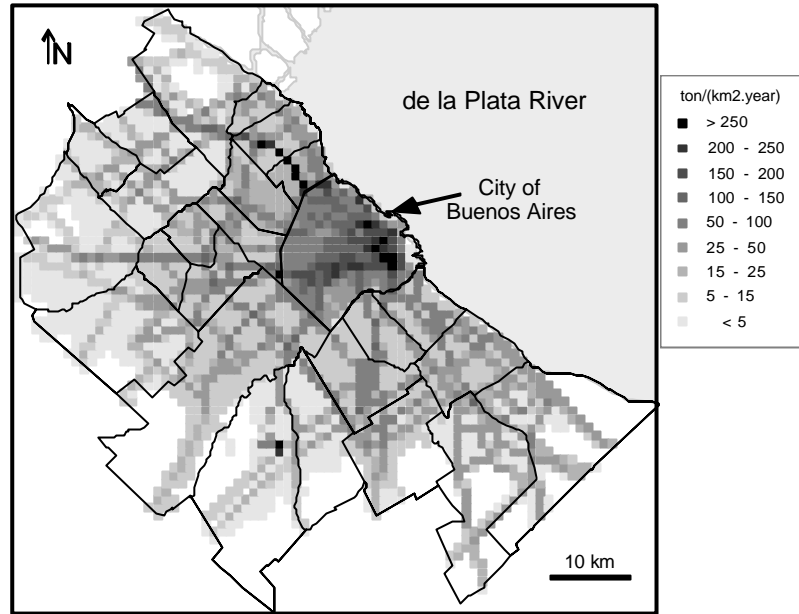 N
de la Plata River
City of
Buenos Aires
10 km
ton/(km2.year)
> 250
200 - 250
150 - 200
100 - 150
50 - 100
25 - 50
15 - 25
5 - 15
< 5